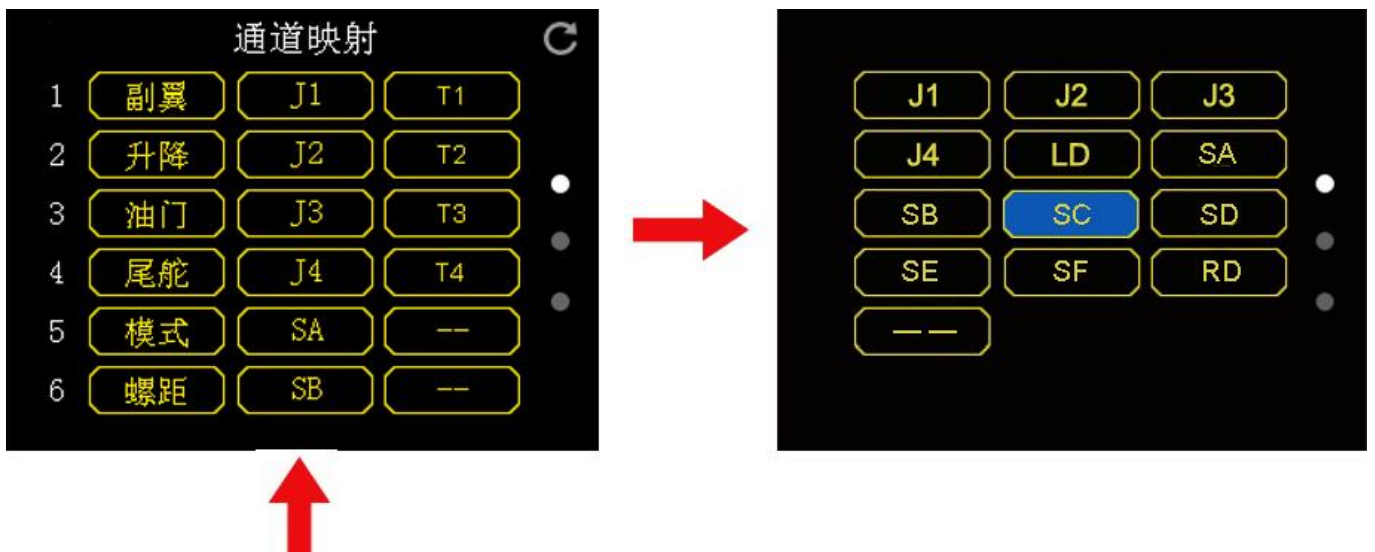 通道映射
1 副翼 J1 T1
2 升降 J2 T2
3 油门 J3 T3
4 尾舵 J4 T4
5 模式 SA --
6 螺距 SB --
J1 J2 J3
J4 LD SA
SB SC SD
SE SF RD
— —